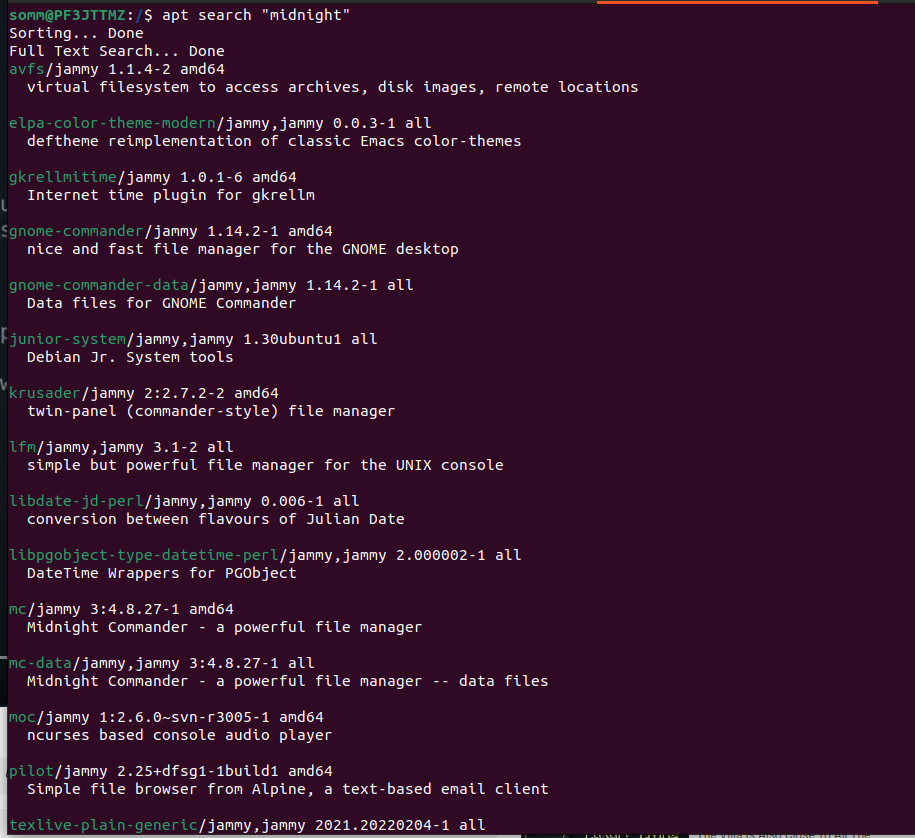 somm@PF3JTTMZ:/$ apt search "midnight"
Sorting... Done
Full Text Search... Done
avfs/jammy 1.1.4-2 amd64
  virtual filesystem to access archives, disk images, remote locations

elpa-color-theme-modern/jammy,jammy 0.0.3-1 all
  deftheme reimplementation of classic Emacs color-themes

gkrellmitime/jammy 1.0.1-6 amd64
  Internet time plugin for gkrellm

gnome-commander/jammy 1.14.2-1 amd64
  nice and fast file manager for the GNOME desktop

gnome-commander-data/jammy,jammy 1.14.2-1 all
  Data files for GNOME Commander

junior-system/jammy,jammy 1.30ubuntu1 all
  Debian Jr. System tools

krusader/jammy 2:2.7.2-2 amd64
  twin-panel (commander-style) file manager

lfm/jammy,jammy 3.1-2 all
  simple but powerful file manager for the UNIX console

libdate-jd-perl/jammy,jammy 0.006-1 all
  conversion between flavours of Julian Date

libpgobject-type-datetime-perl/jammy,jammy 2.000002-1 all
  DateTime Wrappers for PGObject

mc/jammy 3:4.8.27-1 amd64
  Midnight Commander - a powerful file manager

mc-data/jammy,jammy 3:4.8.27-1 all
  Midnight Commander - a powerful file manager -- data files

moc/jammy 1:2.6.0~svn-r3005-1 amd64
  ncurses based console audio player

pilot/jammy 2.25+dfsg1-1build1 amd64
  Simple file browser from Alpine, a text-based email client

texlive-plain-generic/jammy,jammy 2021.20220204-1 all